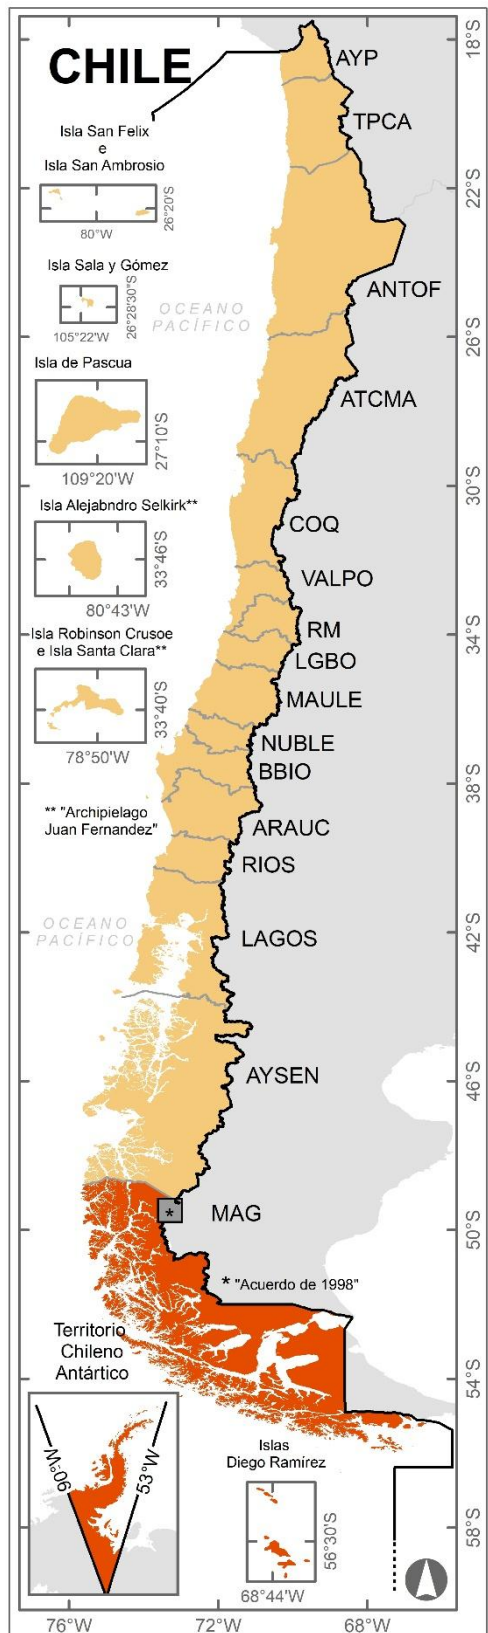 CHILE
18°S
AYP
TPCA
Isla San Felix
e
Isla San Ambrosio
80°W
26°20'S
22°S
Isla Sala y Gómez
105°22'W
26°28'30"S
OCEANO
PACÍFICO
ANTOF
26°S
Isla de Pascua
109°20'W
27°10'S
ATCMA
30°S
Isla Alejabndro Selkirk**
80°43'W
33°46'S
COQ
VALPO
Isla Robinson Crusoe
e Isla Santa Clara**
78°50'W
33°40'S
RM
34°S
LGBO
MAULE
NUBLE
BBIO
38°S
** "Archipielago
Juan Fernandez"
ARAUC
RIOS
OCEANO
PACÍFICO
LAGOS
42°S
AYSEN
46°S
*
MAG
50°S
* "Acuerdo de 1998"
Territorio
Chileno
Antártico
90°W
53°W
54°S
Islas
Diego Ramírez
68°44'W
56°30'S
58°S
76°W
72°W
68°W